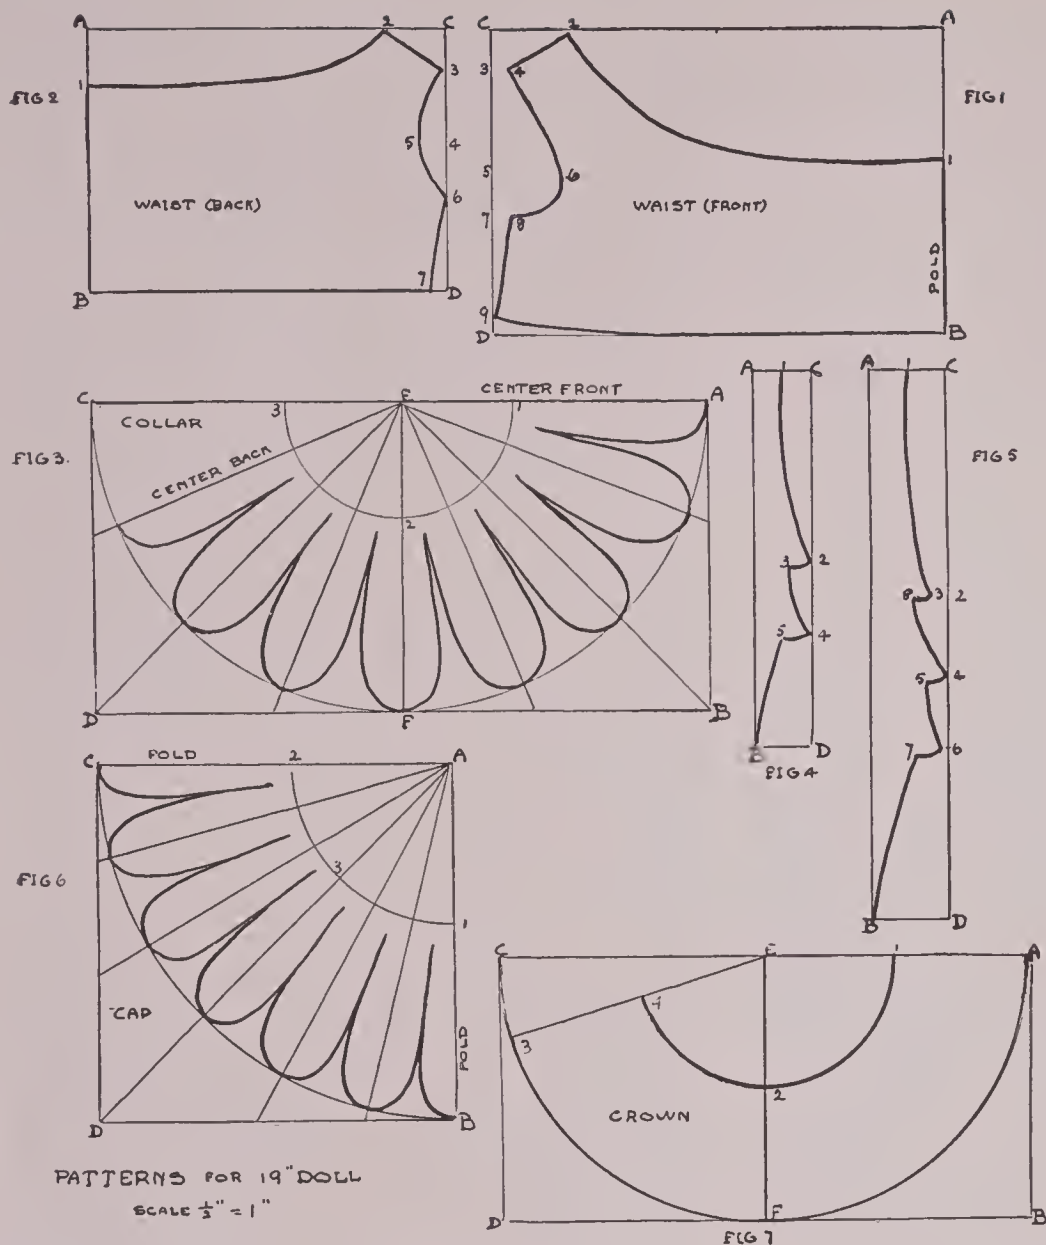 A 2 C
C 2 A
FIG 2
1
3
5 4
6
WAIST (BACK)
7
B D
3 4
FIG 1
1
5 6
7 8
WAIST (FRONT)
FOLD
9
D B
C E CENTER FRONT A
3 1
COLLAR
FIG 3.
CENTER BACK
2
D F B
A 1 C
3 2
5 4
B D
FIG 4
A 1 C
FIG 5
8 3 2
5 4
7 6
B D
C FOLD 2 A
3
FIG 6
1
CAP
FOLD
D B
C E 1 A
4
3
2
CROWN
D F B
FIG 7
PATTERNS FOR 19" DOLL
SCALE ½" = 1"